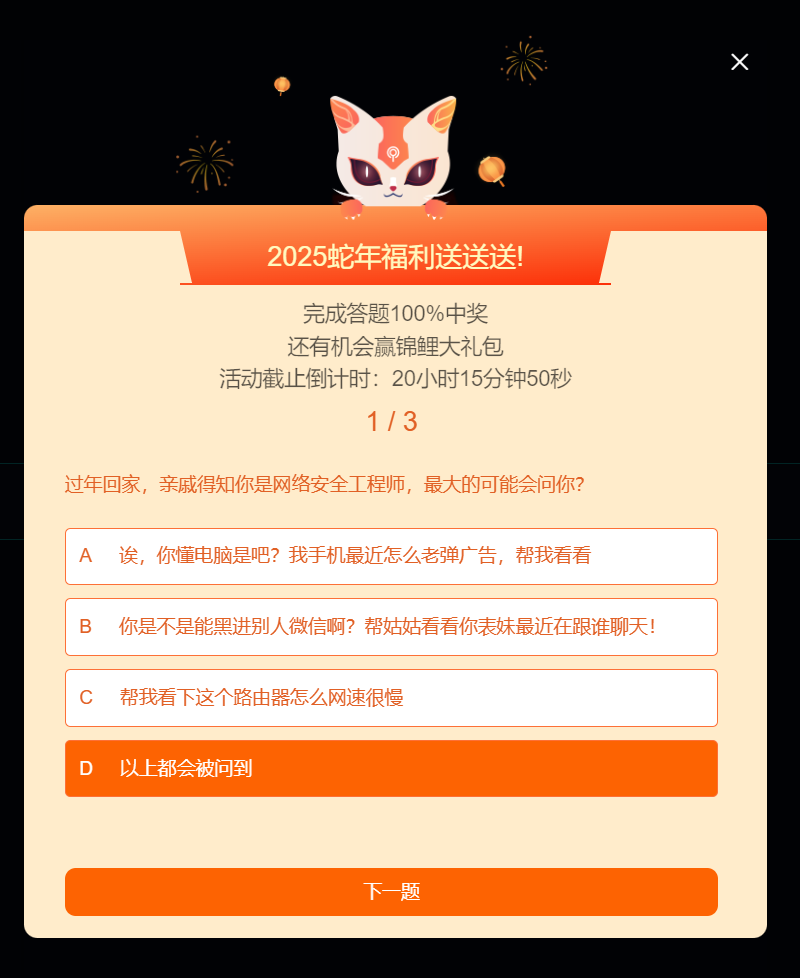 2025蛇年福利送送送!
完成答题100%中奖
还有机会赢锦鲤大礼包
活动截止倒计时：20小时15分钟50秒
1 / 3
过年回家，亲戚得知你是网络安全工程师，最大的可能会问你？
A 诶，你懂电脑是吧？我手机最近怎么老弹广告，帮我看看
B 你是不是能黑进别人微信啊？帮姑姑看看你表妹最近在跟谁聊天！
C 帮我看下这个路由器怎么网速很慢
D 以上都会被问到
下一题